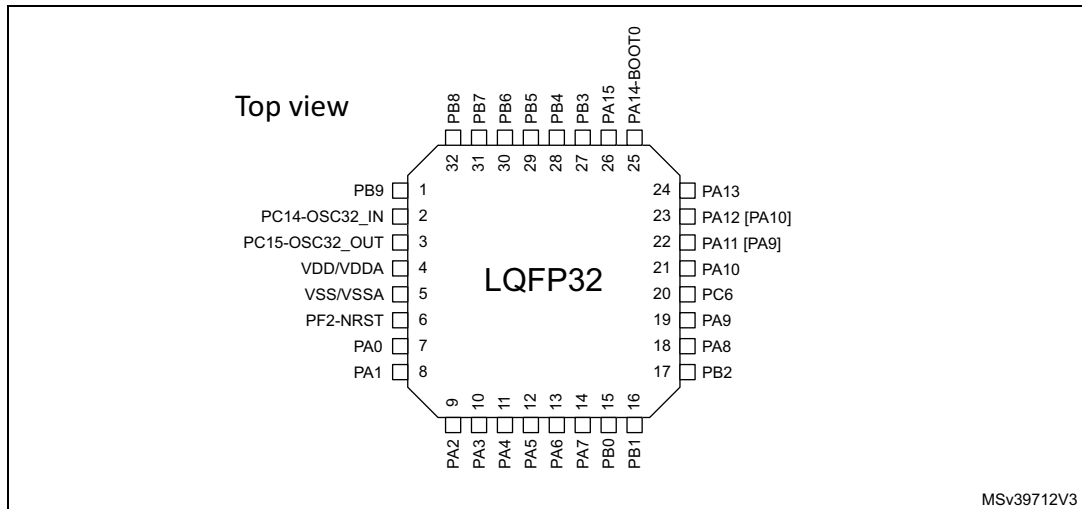 Top view
PB8
PB7
PB6
PB5
PB4
PB3
PA15
PA14-BOOT0
32
31
30
29
28
27
26
25
PB9 1
PC14-OSC32_IN 2
PC15-OSC32_OUT 3
VDD/VDDA 4
VSS/VSSA 5
PF2-NRST 6
PA0 7
PA1 8
LQFP32
24 PA13
23 PA12 [PA10]
22 PA11 [PA9]
21 PA10
20 PC6
19 PA9
18 PA8
17 PB2
9
10
11
12
13
14
15
16
PA2
PA3
PA4
PA5
PA6
PA7
PB0
PB1
MSv39712V3